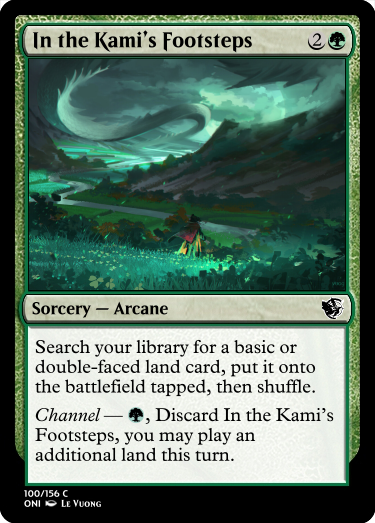 In the Kami's Footsteps 2
Sorcery — Arcane
Search your library for a basic or
double-faced land card, put it onto
the battlefield tapped, then shuffle.
Channel — , Discard In the Kami's
Footsteps, you may play an
additional land this turn.
100/156 C
ONI Le Vuong